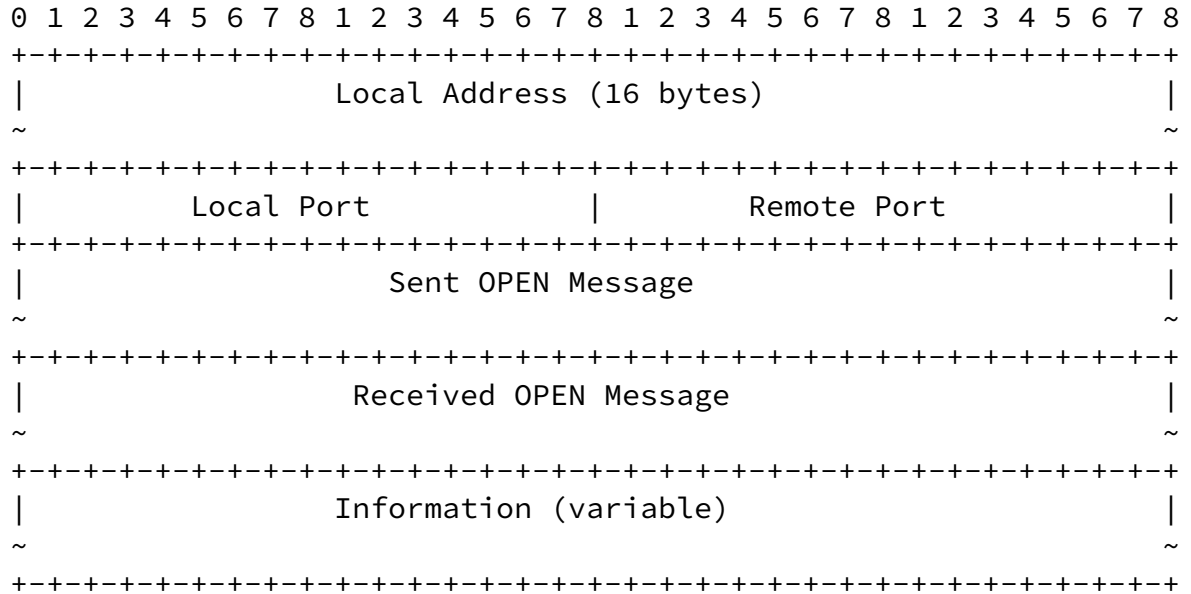 0 1 2 3 4 5 6 7 8 1 2 3 4 5 6 7 8 1 2 3 4 5 6 7 8 1 2 3 4 5 6 7 8
+-+-+-+-+-+-+-+-+-+-+-+-+-+-+-+-+-+-+-+-+-+-+-+-+-+-+-+-+-+-+-+-+
|                 Local Address (16 bytes)                      |
~                                                               ~
+-+-+-+-+-+-+-+-+-+-+-+-+-+-+-+-+-+-+-+-+-+-+-+-+-+-+-+-+-+-+-+-+
|         Local Port            |        Remote Port            |
+-+-+-+-+-+-+-+-+-+-+-+-+-+-+-+-+-+-+-+-+-+-+-+-+-+-+-+-+-+-+-+-+
|                    Sent OPEN Message                          |
~                                                               ~
+-+-+-+-+-+-+-+-+-+-+-+-+-+-+-+-+-+-+-+-+-+-+-+-+-+-+-+-+-+-+-+-+
|                  Received OPEN Message                        |
~                                                               ~
+-+-+-+-+-+-+-+-+-+-+-+-+-+-+-+-+-+-+-+-+-+-+-+-+-+-+-+-+-+-+-+-+
|                 Information (variable)                        |
~                                                               ~
+-+-+-+-+-+-+-+-+-+-+-+-+-+-+-+-+-+-+-+-+-+-+-+-+-+-+-+-+-+-+-+-+